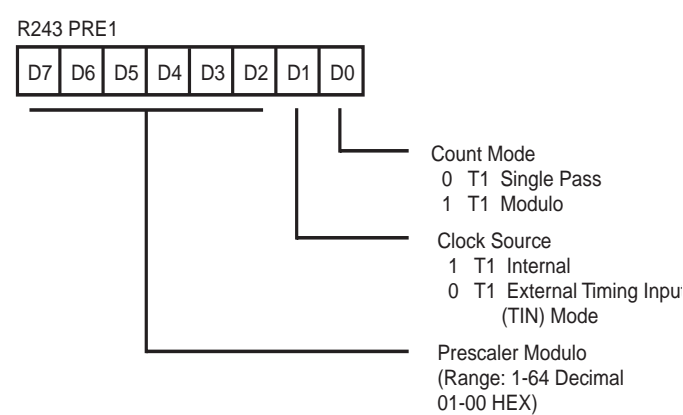 R243 PRE1
D7 D6 D5 D4 D3 D2 D1 D0
Count Mode
0 T1 Single Pass
1 T1 Modulo
Clock Source
1 T1 Internal
0 T1 External Timing Input
(TIN) Mode
Prescaler Modulo
(Range: 1-64 Decimal
01-00 HEX)